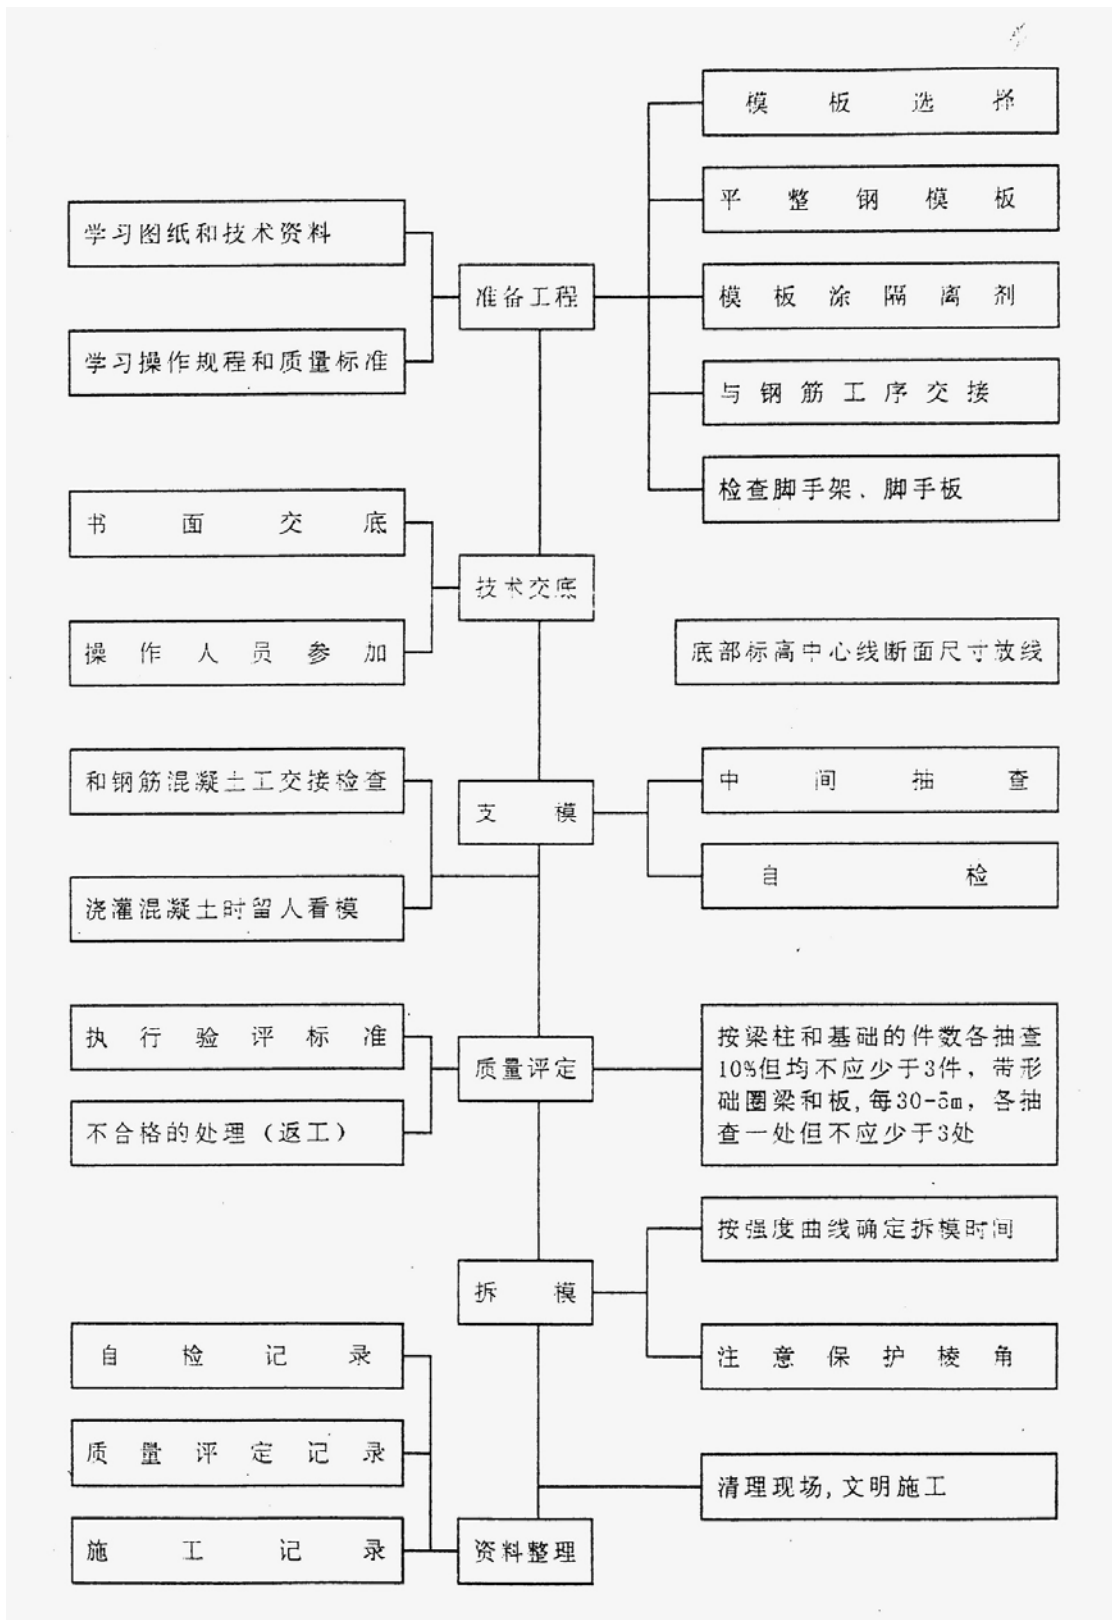 模板选择
平整钢模板
学习图纸和技术资料
准备工程
模板涂隔离剂
学习操作规程和质量标准
与钢筋工序交接
检查脚手架、脚手板
书面交底
技术交底
操作人员参加
底部标高中心线断面尺寸放线
和钢筋混凝土工交接检查
中间抽查
支模
自检
浇灌混凝土时留人看模
执行验评标准
质量评定
按梁柱和基础的件数各抽查
10%但均不应少于3件，带形
础圈梁和板,每30-5m，各抽
查一处但不应少于3处
不合格的处理（返工）
按强度曲线确定拆模时间
拆模
自检记录
注意保护棱角
质量评定记录
清理现场,文明施工
施工记录
资料整理